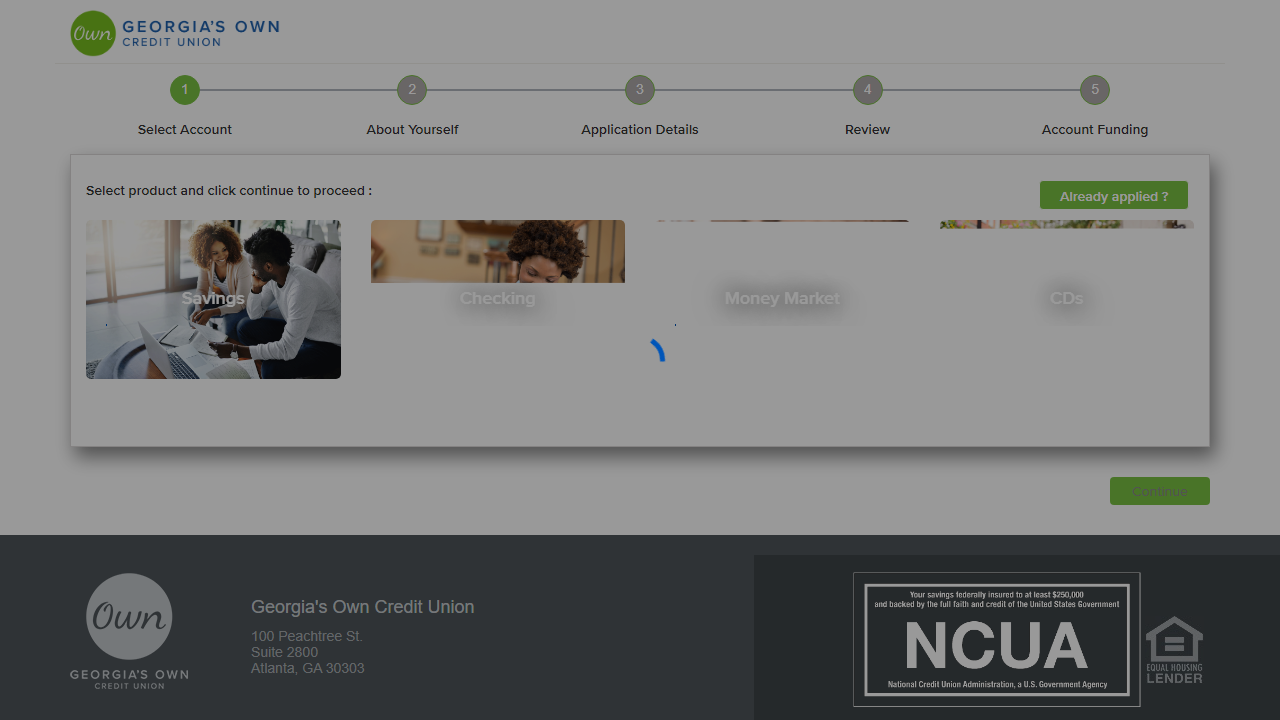 Own
GEORGIA'S OWN
CREDIT UNION
1
2
3
4
5
Select Account
About Yourself
Application Details
Review
Account Funding
Select product and click continue to proceed :
Already applied ?
Savings
Checking
Money Market
CDs
Continue
Own
GEORGIA'S OWN
CREDIT UNION
Georgia's Own Credit Union
100 Peachtree St.
Suite 2800
Atlanta, GA 30303
Your savings federally insured to at least $250,000
and backed by the full faith and credit of the United States Government
NCUA
National Credit Union Administration, a U.S. Government Agency
EQUAL HOUSING
LENDER